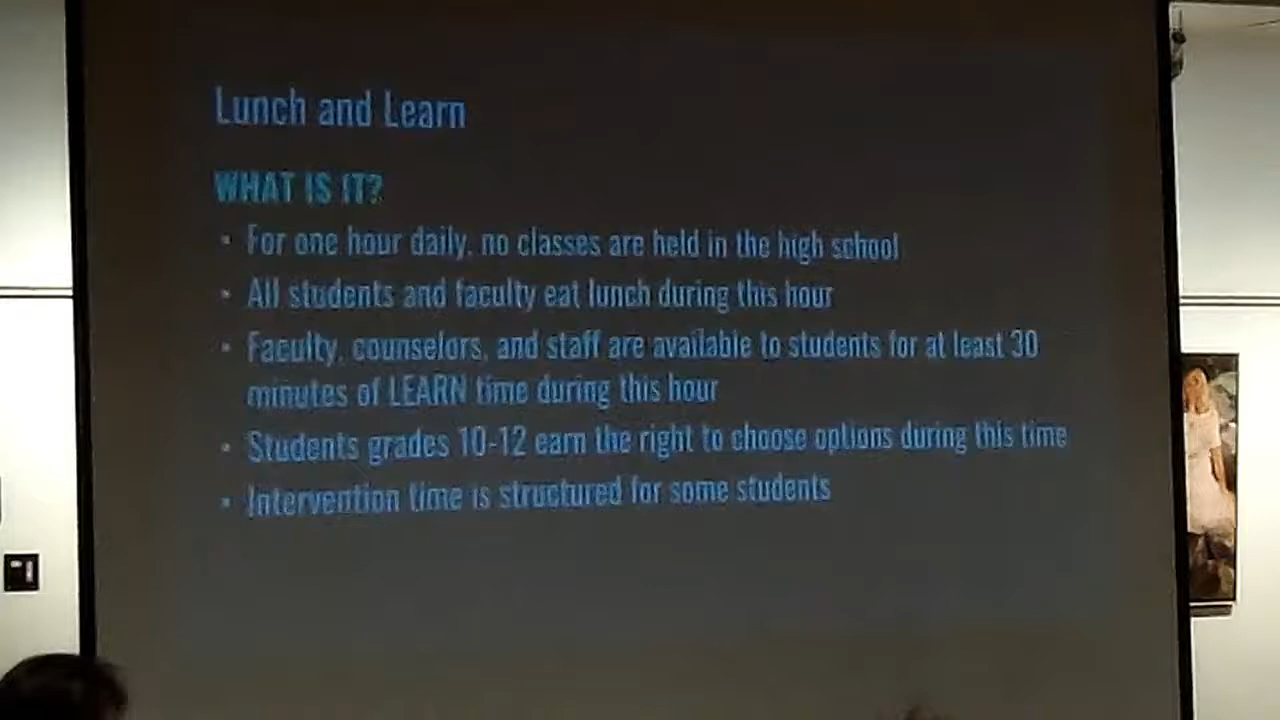 Lunch and Learn
WHAT IS IT?
• For one hour daily, no classes are held in the high school
• All students and faculty eat lunch during this hour
• Faculty, counselors, and staff are available to students for at least 30
minutes of LEARN time during this hour
• Students grades 10-12 earn the right to choose options during this time
• Intervention time is structured for some students